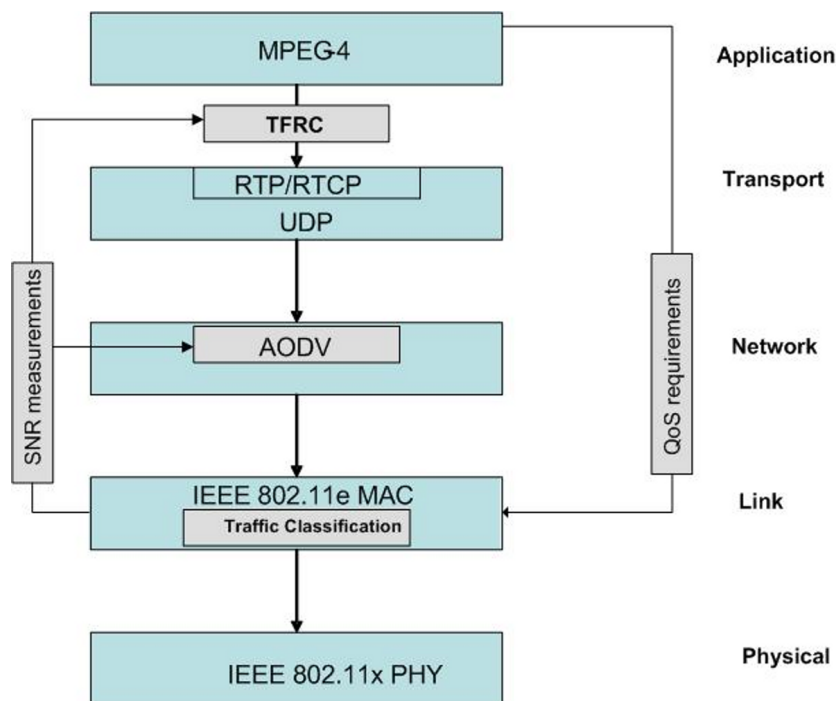 MPEG-4
Application
TFRC
RTP/RTCP
Transport
UDP
SNR measurements
QoS requirements
AODV
Network
IEEE 802.11e MAC
Link
Traffic Classification
IEEE 802.11x PHY
Physical